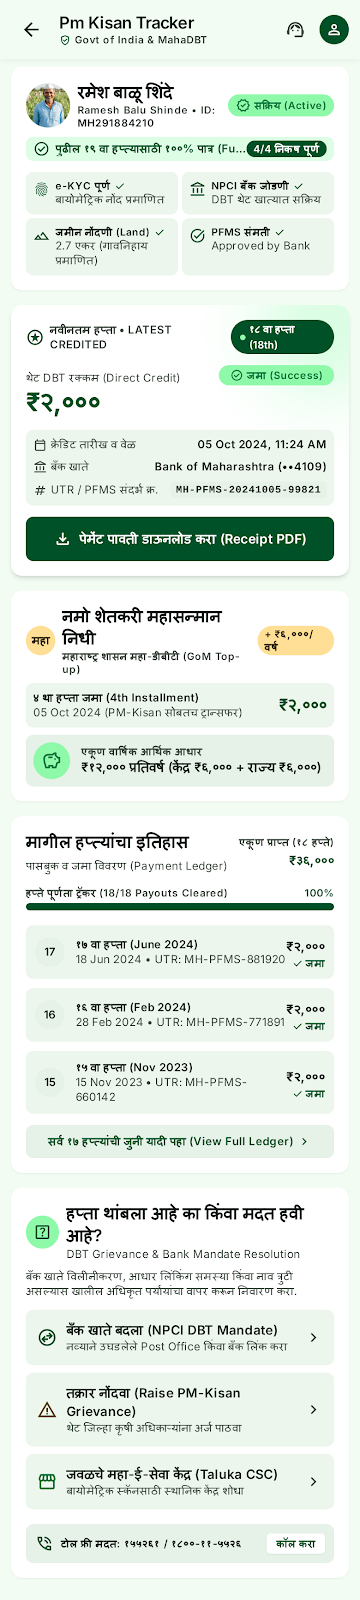 Pm Kisan Tracker
Govt of India & MahaDBT
रमेश बाळू शिंदे
Ramesh Balu Shinde • ID:
MH291884210
सक्रिय (Active)
पुढील १९ वा हप्त्यासाठी १००% पात्र (Fu...
4/4 निकष पूर्ण
e-KYC पूर्ण ✓
बायोमेट्रिक नोंद प्रमाणित
NPCI बँक जोडणी ✓
DBT थेट खात्यात सक्रिय
जमीन नोंदणी (Land) ✓
2.7 एकर (गावनिहाय
प्रमाणित)
PFMS संमती ✓
Approved by Bank
नवीनतम हप्ता • LATEST
CREDITED
१८ वा हप्ता
(18th)
थेट DBT रक्कम (Direct Credit)
₹२,०००
जमा (Success)
क्रेडिट तारीख व वेळ
05 Oct 2024, 11:24 AM
बँक खाते
Bank of Maharashtra (••4109)
# UTR / PFMS संदर्भ क्र.
MH-PFMS-20241005-99821
पेमेंट पावती डाऊनलोड करा (Receipt PDF)
महा
नमो शेतकरी महासन्मान
निधी
महाराष्ट्र शासन महा-डीबीटी (GoM Top-
up)
+ ₹६,०००/
वर्ष
४ था हप्ता जमा (4th Installment)
05 Oct 2024 (PM-Kisan सोबतच ट्रान्सफर)
₹२,०००
एकूण वार्षिक आर्थिक आधार
₹१२,००० प्रतिवर्ष (केंद्र ₹६,००० + राज्य ₹६,०००)
मागील हप्त्यांचा इतिहास
पासबुक व जमा विवरण (Payment Ledger)
एकूण प्राप्त (१८ हप्ते)
₹३६,०००
हप्ते पूर्णता ट्रॅकर (18/18 Payouts Cleared)
100%
17
१७ वा हप्ता (June 2024)
18 Jun 2024 • UTR: MH-PFMS-881920
₹२,०००
✓ जमा
16
१६ वा हप्ता (Feb 2024)
28 Feb 2024 • UTR: MH-PFMS-771891
₹२,०००
✓ जमा
15
१५ वा हप्ता (Nov 2023)
15 Nov 2023 • UTR: MH-PFMS-
660142
₹२,०००
✓ जमा
सर्व १७ हप्त्यांची जुनी यादी पहा (View Full Ledger)
हप्ता थांबला आहे का किंवा मदत हवी
आहे?
DBT Grievance & Bank Mandate Resolution
बँक खाते विलीनीकरण, आधार लिंकिंग समस्या किंवा नाव त्रुटी
असल्यास खालील अधिकृत पर्यायांचा वापर करून निवारण करा.
बँक खाते बदला (NPCI DBT Mandate)
नव्याने उघडलेले Post Office किंवा बँक लिंक करा
तक्रार नोंदवा (Raise PM-Kisan
Grievance)
थेट जिल्हा कृषी अधिकाऱ्यांना अर्ज पाठवा
जवळचे महा-ई-सेवा केंद्र (Taluka CSC)
बायोमेट्रिक स्कॅनसाठी स्थानिक केंद्र शोधा
टोल फ्री मदत: १५५२६१ / १८००-११-५५२६
कॉल करा